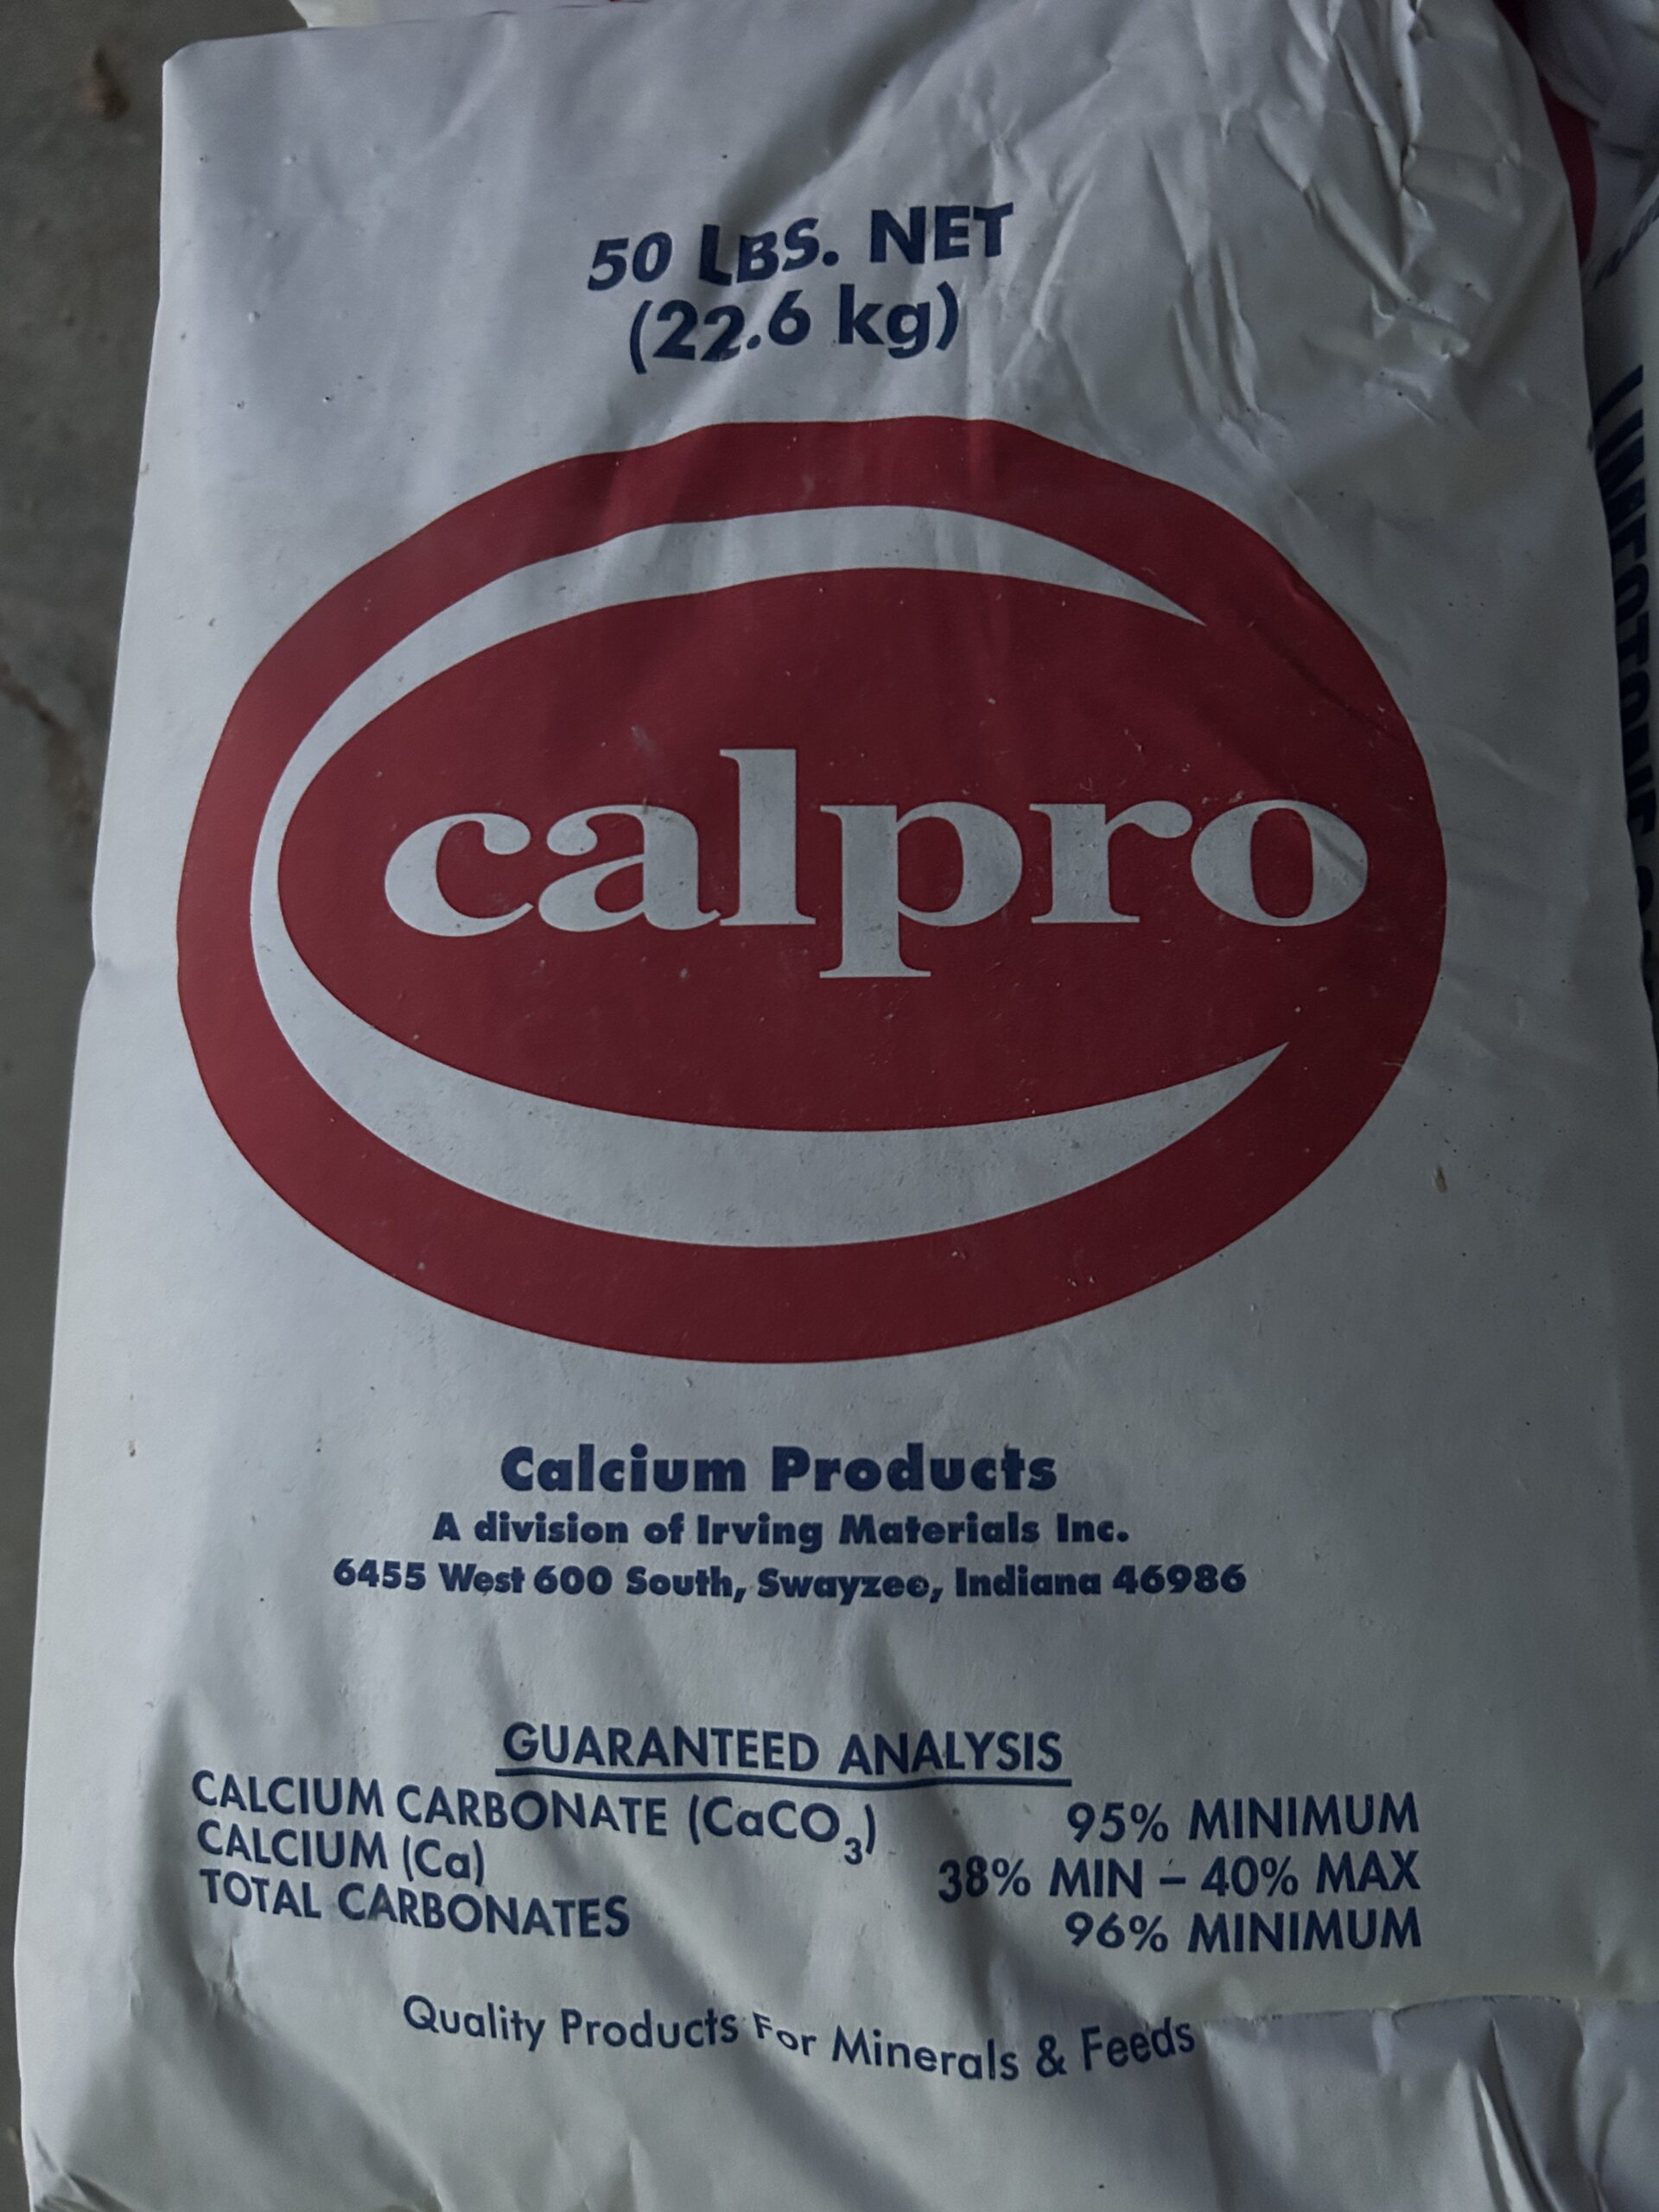 50 LBS. NET
(22.6 kg)
calpro
Calcium Products
A division of Irving Materials Inc.
6455 West 600 South, Swayzee, Indiana 46986
GUARANTEED ANALYSIS
CALCIUM CARBONATE (CaCO₃) 95% MINIMUM
CALCIUM (Ca) 38% MIN – 40% MAX
TOTAL CARBONATES 96% MINIMUM
Quality Products For Minerals & Feeds
LIMESTONE